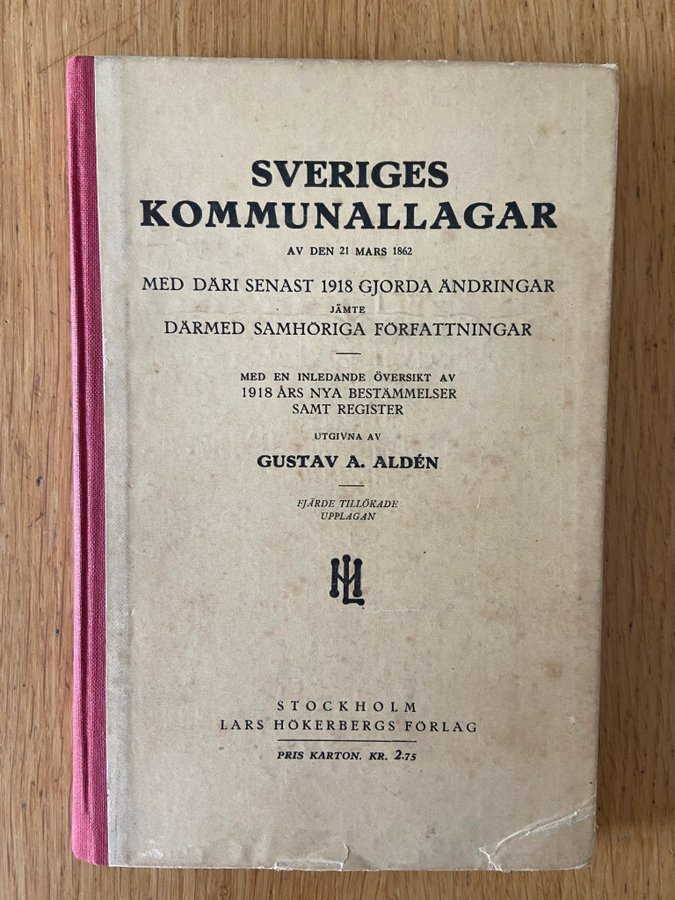 SVERIGES
KOMMUNALLAGAR
AV DEN 21 MARS 1862
MED DÄRI SENAST 1918 GJORDA ÄNDRINGAR
JÄMTE
DÄRMED SAMHÖRIGA FÖRFATTNINGAR
MED EN INLEDANDE ÖVERSIKT AV
1918 ÅRS NYA BESTÄMMELSER
SAMT REGISTER
UTGIVNA AV
GUSTAV A. ALDÉN
FJÄRDE TILLÖKADE
UPPLAGAN
LH
STOCKHOLM
LARS HÖKERBERGS FÖRLAG
PRIS KARTON. KR. 2.75